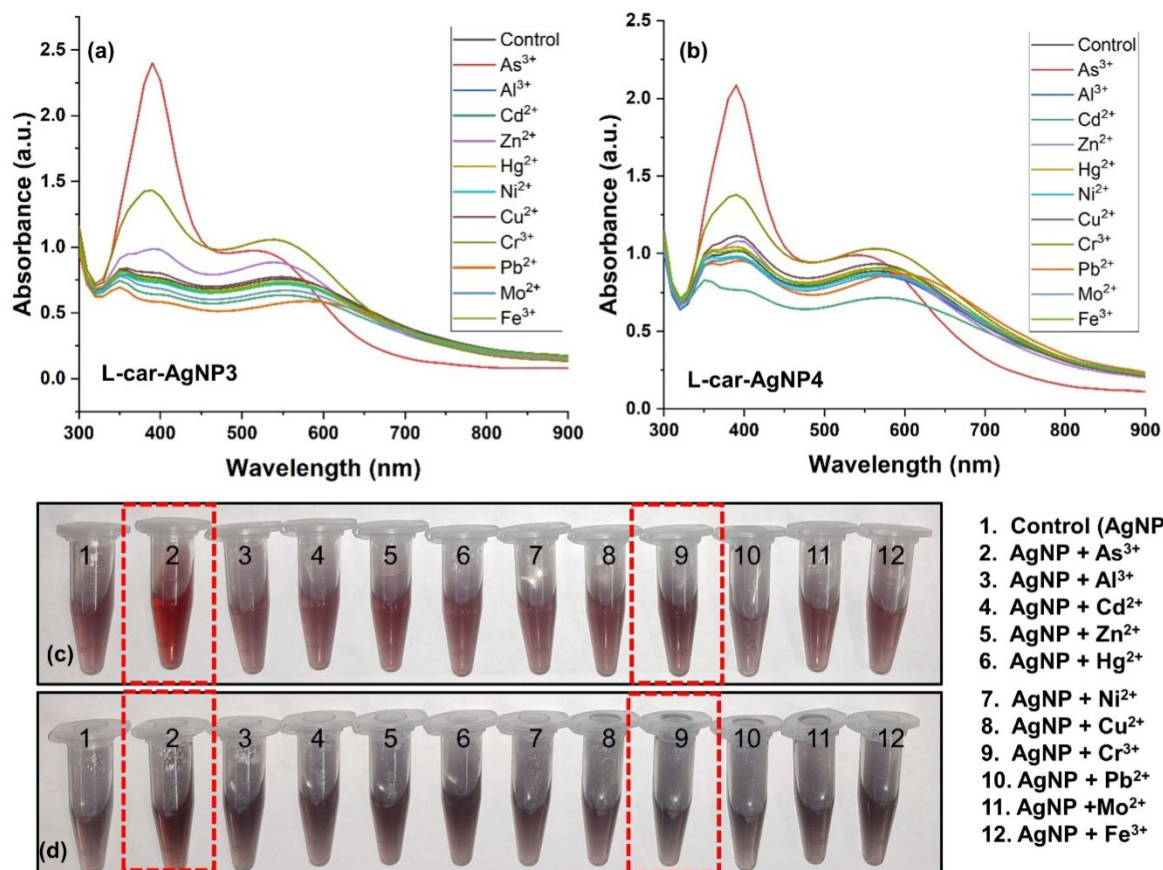 (a)
Absorbance (a.u.)
2.5
2.0
1.5
1.0
0.5
0.0
Control
As³⁺
Al³⁺
Cd²⁺
Zn²⁺
Hg²⁺
Ni²⁺
Cu²⁺
Cr³⁺
Pb²⁺
Mo²⁺
Fe³⁺
L-car-AgNP3
300 400 500 600 700 800 900
Wavelength (nm)
(b)
Absorbance (a.u.)
2.5
2.0
1.5
1.0
0.5
0.0
Control
As³⁺
Al³⁺
Cd²⁺
Zn²⁺
Hg²⁺
Ni²⁺
Cu²⁺
Cr³⁺
Pb²⁺
Mo²⁺
Fe³⁺
L-car-AgNP4
300 400 500 600 700 800 900
Wavelength (nm)
1 2 3 4 5 6 7 8 9 10 11 12
(c)
1 2 3 4 5 6 7 8 9 10 11 12
(d)
1. Control (AgNP
2. AgNP + As³⁺
3. AgNP + Al³⁺
4. AgNP + Cd²⁺
5. AgNP + Zn²⁺
6. AgNP + Hg²⁺
7. AgNP + Ni²⁺
8. AgNP + Cu²⁺
9. AgNP + Cr³⁺
10. AgNP + Pb²⁺
11. AgNP +Mo²⁺
12. AgNP + Fe³⁺